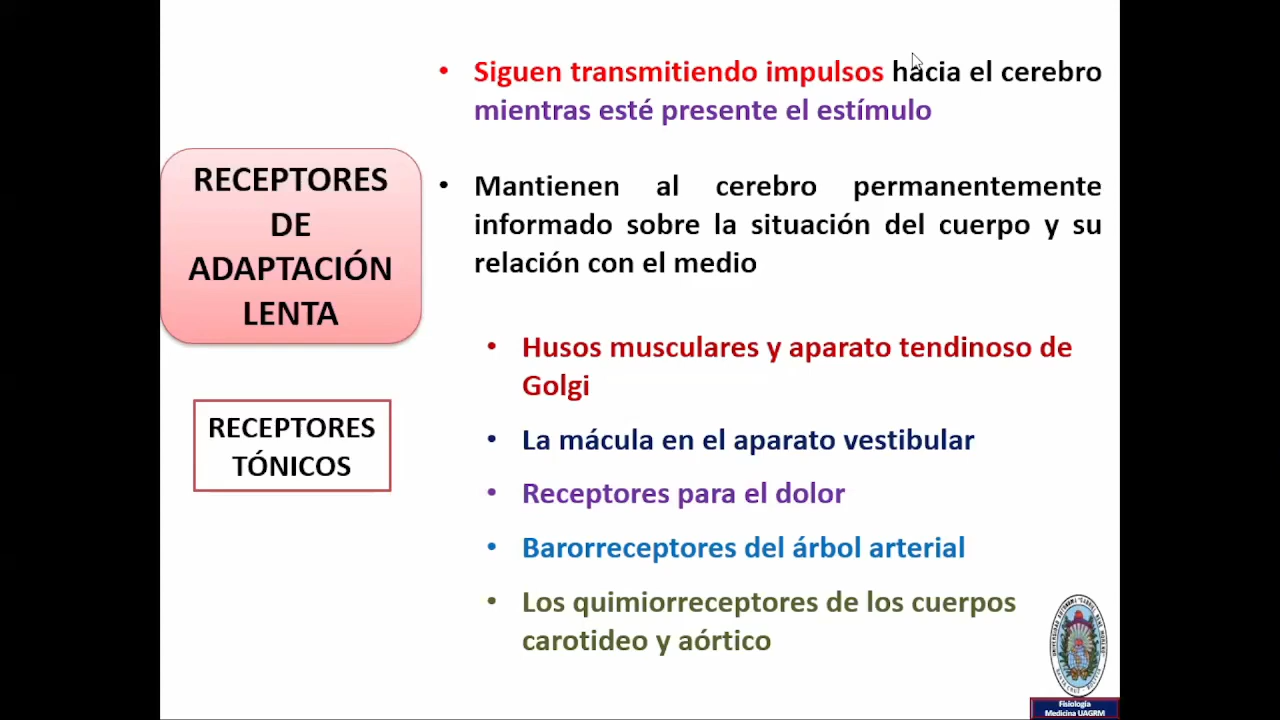 RECEPTORES
DE
ADAPTACIÓN
LENTA
RECEPTORES
TÓNICOS
• Siguen transmitiendo impulsos hacia el cerebro
mientras esté presente el estímulo
• Mantienen al cerebro permanentemente
informado sobre la situación del cuerpo y su
relación con el medio
• Husos musculares y aparato tendinoso de
Golgi
• La mácula en el aparato vestibular
• Receptores para el dolor
• Barorreceptores del árbol arterial
• Los quimiorreceptores de los cuerpos
carotideo y aórtico
Fisiología
Medicina UAGRM